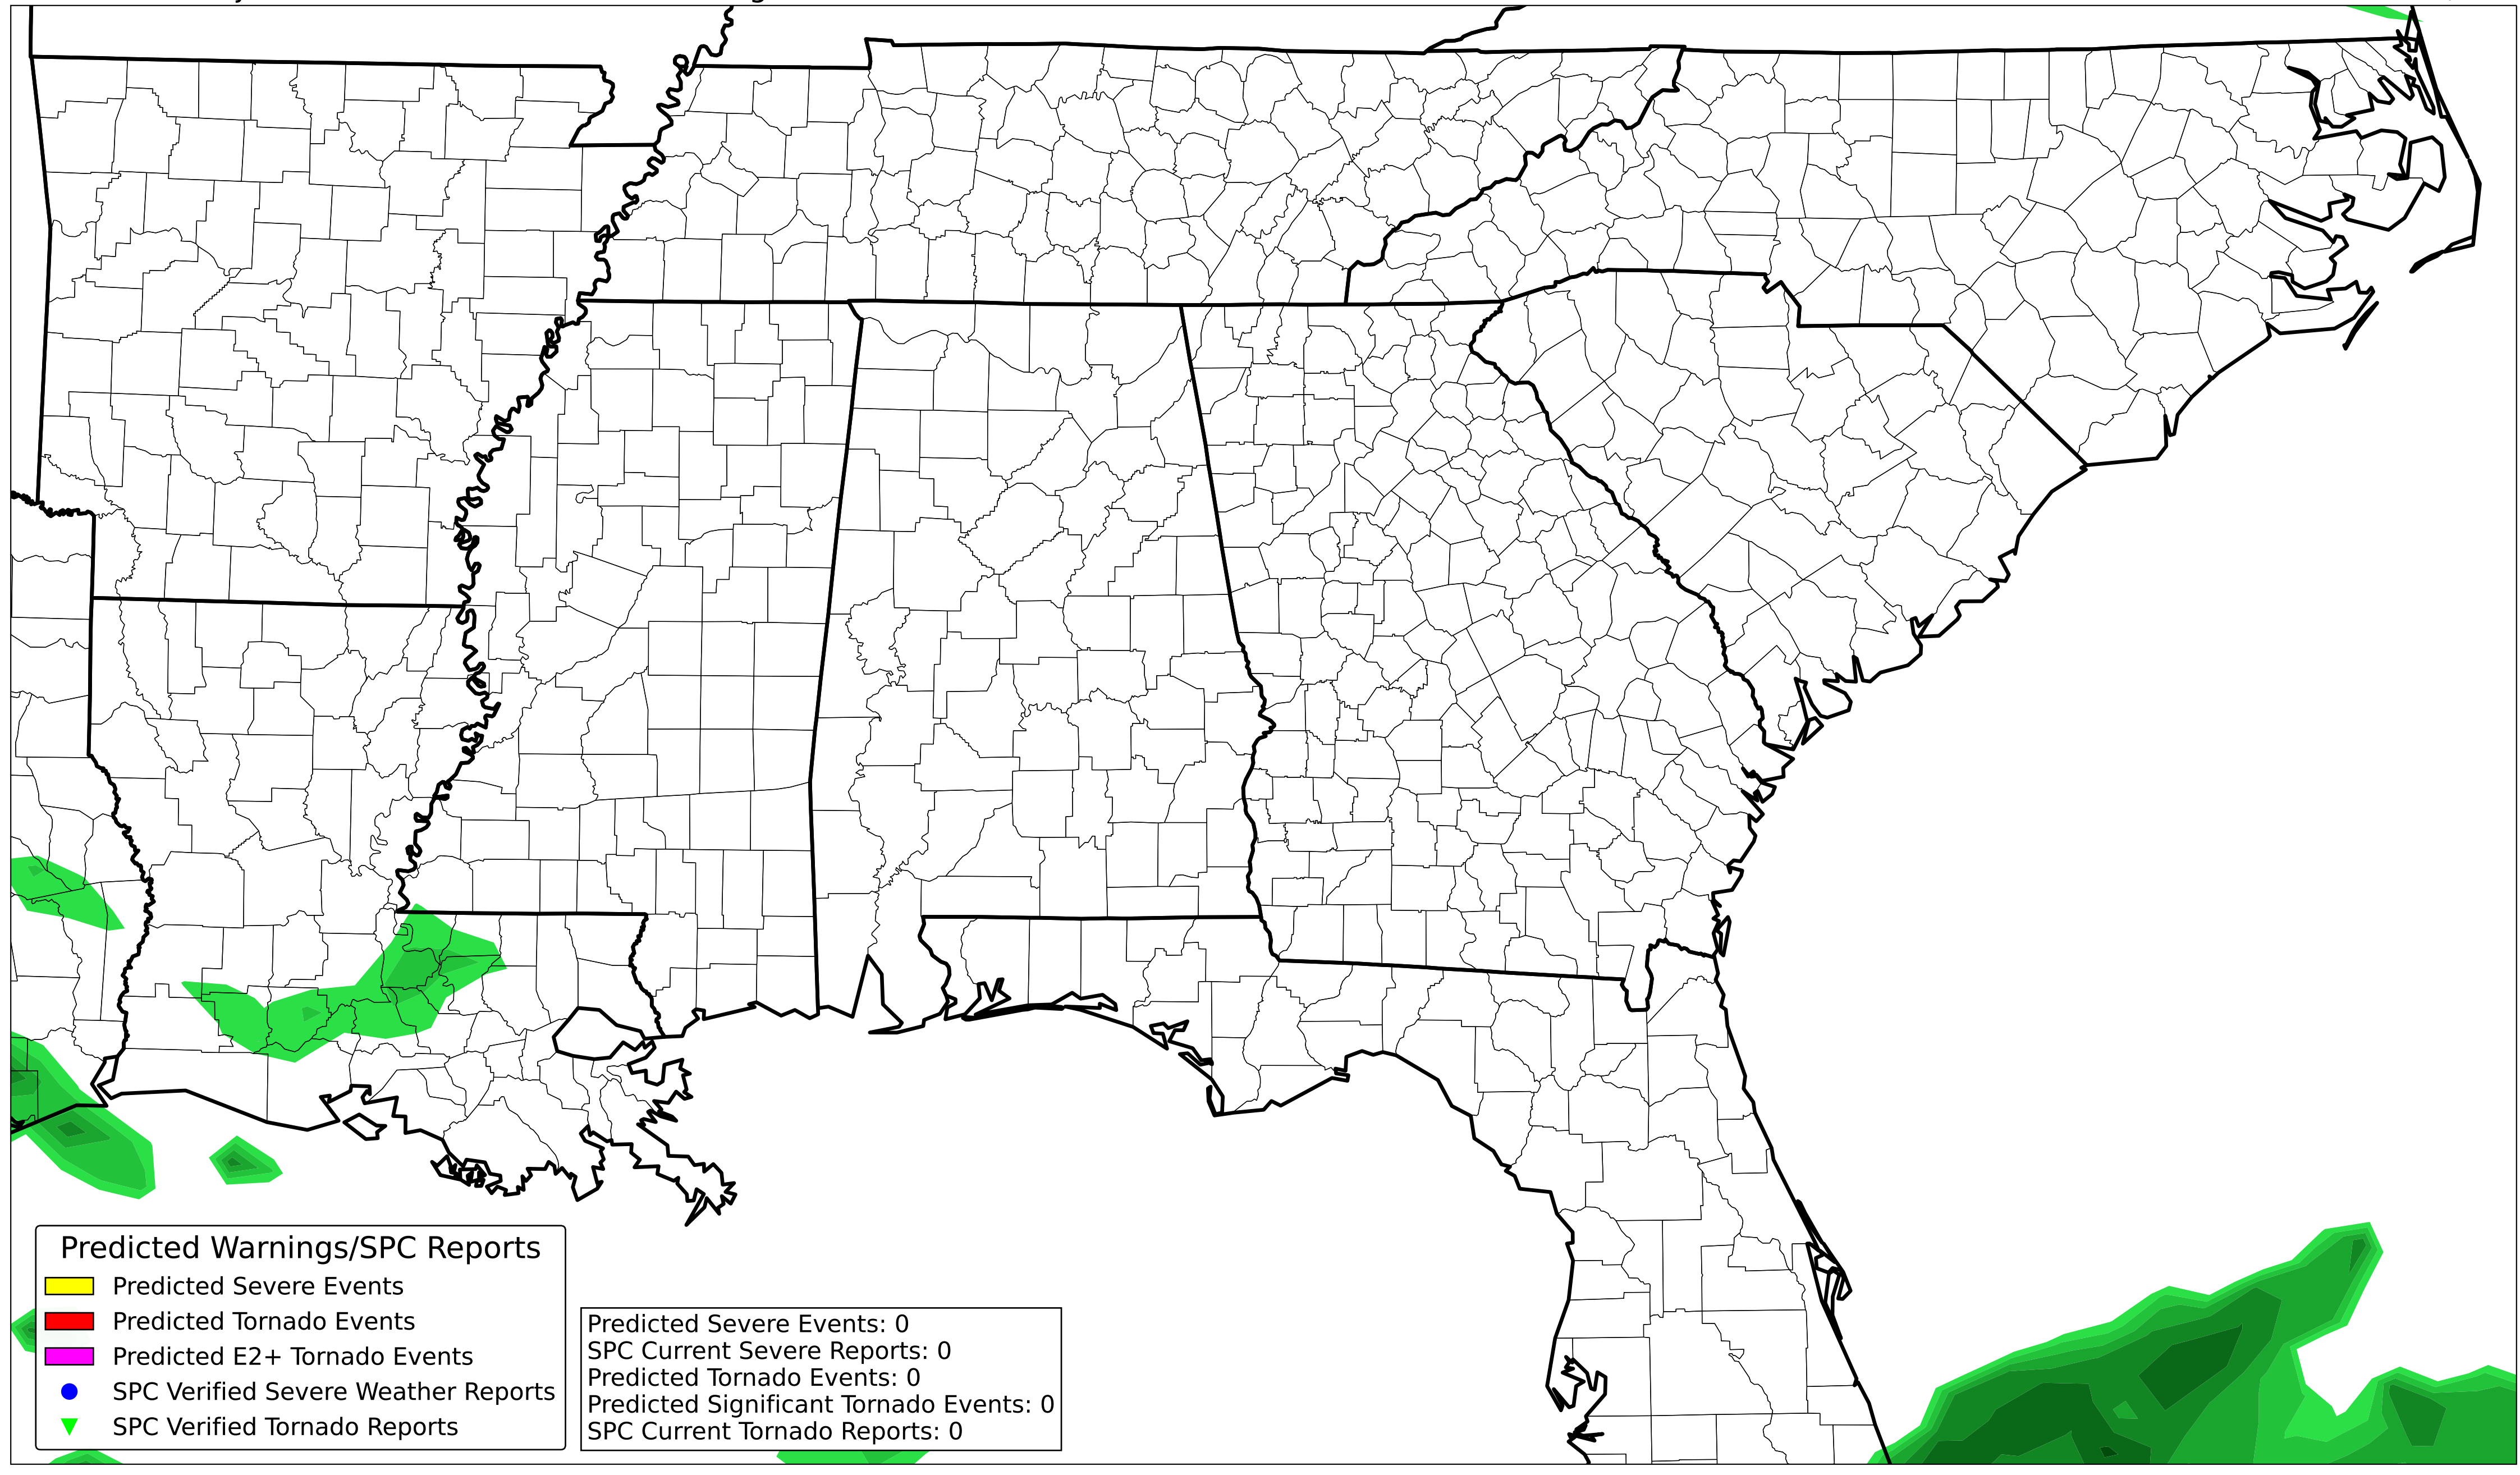 Predicted Warnings/SPC Reports
Predicted Severe Events
Predicted Tornado Events
Predicted E2+ Tornado Events
SPC Verified Severe Weather Reports
SPC Verified Tornado Reports
Predicted Severe Events: 0
SPC Current Severe Reports: 0
Predicted Tornado Events: 0
Predicted Significant Tornado Events: 0
SPC Current Tornado Reports: 0